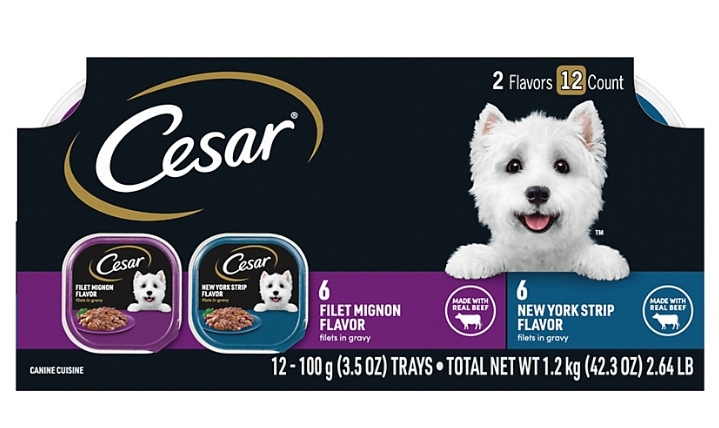 2 Flavors 12 Count
Cesar®
TM
Cesar
FILET MIGNON
FLAVOR
filets in gravy
Cesar
NEW YORK STRIP
FLAVOR
filets in gravy
6
FILET MIGNON
FLAVOR
filets in gravy
MADE WITH
REAL BEEF
6
NEW YORK STRIP
FLAVOR
filets in gravy
MADE WITH
REAL BEEF
CANINE CUISINE
12 - 100 g (3.5 OZ) TRAYS • TOTAL NET WT 1.2 kg (42.3 OZ) 2.64 LB